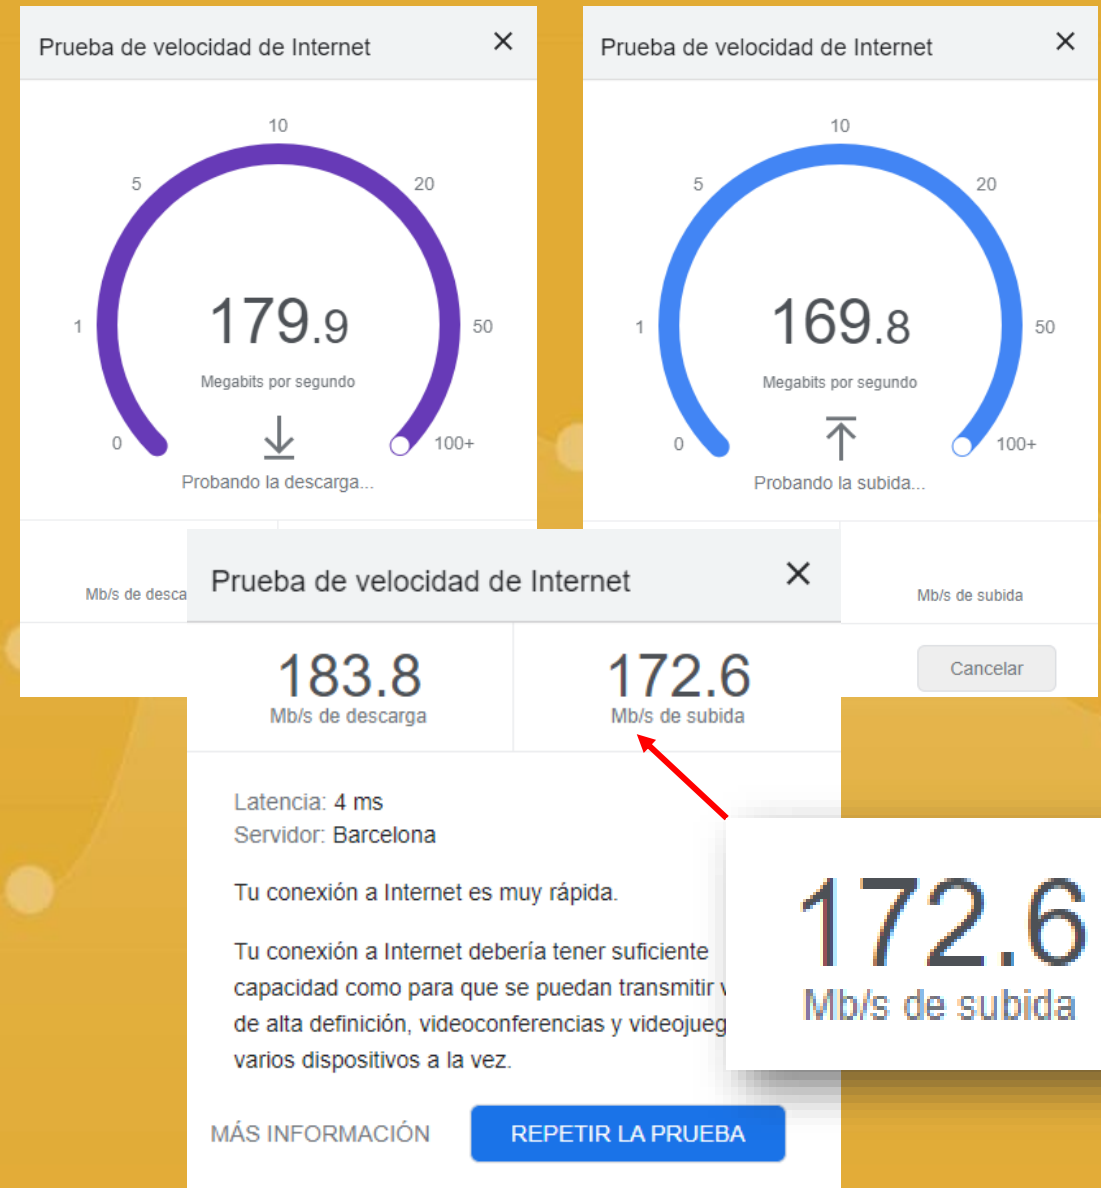 Prueba de velocidad de Internet
10
5
20
179.9
1
50
Megabits por segundo
0
100+
Probando la descarga...
Prueba de velocidad de Internet
10
5
20
169.8
1
50
Megabits por segundo
0
100+
Probando la subida...
Mb/s de
Mb/s de subida
Cancelar
Prueba de velocidad de Internet
183.8
172.6
Mb/s de descarga
Mb/s de subida
Latencia: 4 ms
Servidor: Barcelona
Tu conexión a Internet es muy rápida.
Tu conexión a Internet debería tener suficiente
capacidad como para que se puedan transmitir
de alta definición, videoconferencias y
varios dispositivos a la vez.
MÁS INFORMACIÓN
REPETIR LA PRUEBA
172.6
Mb/s de subida